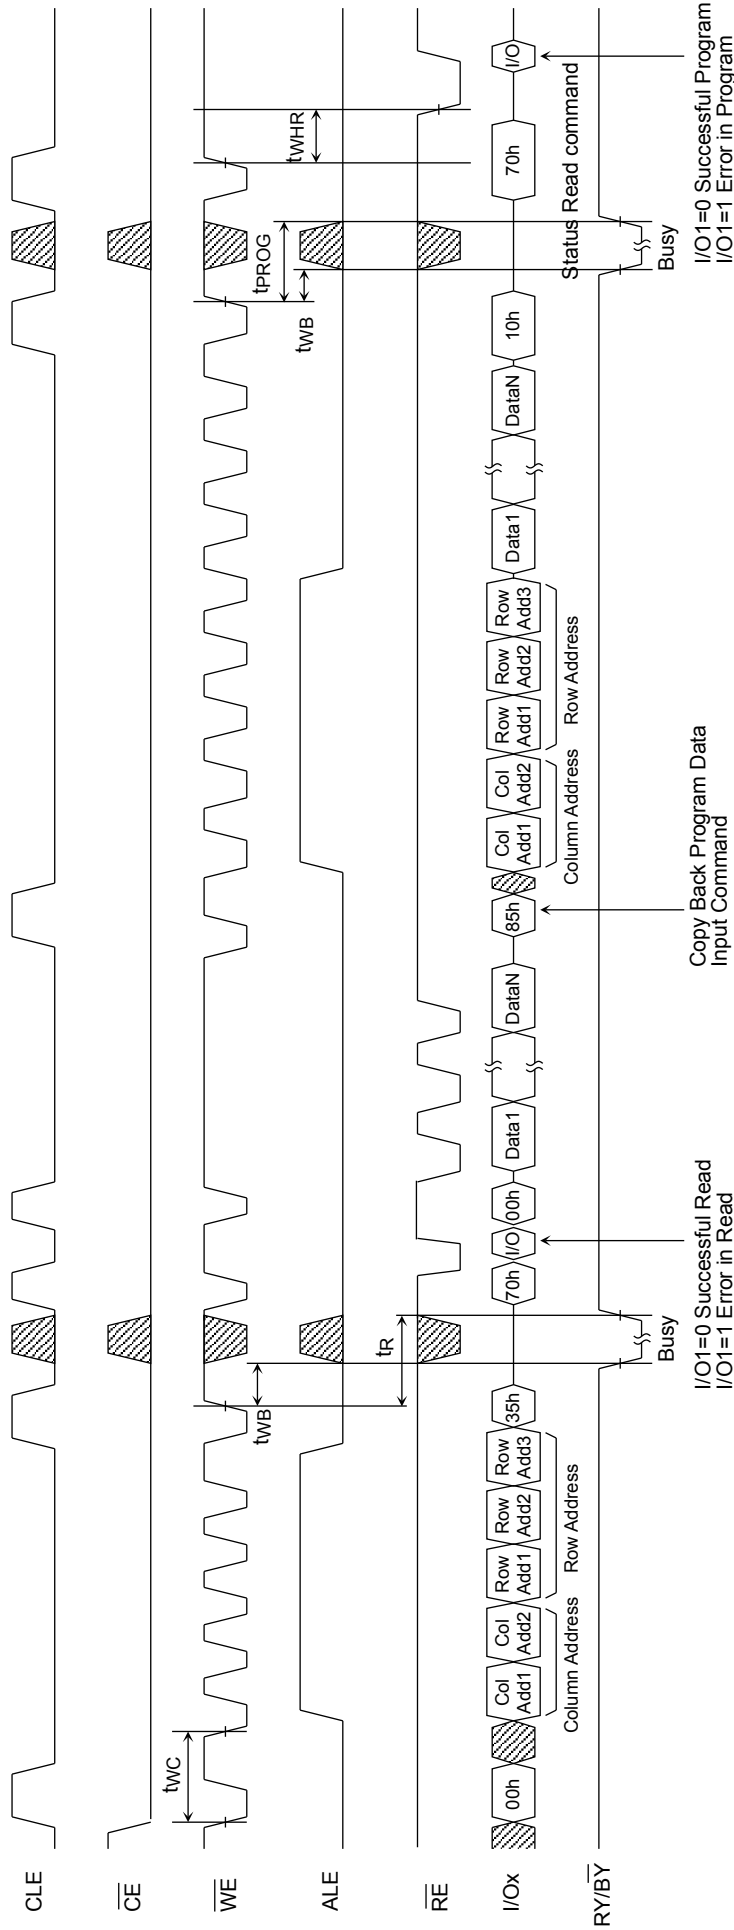 CLE
CE
WE
tWC
tWB
tPROG
tWB
tWHR
ALE
tR
RE
I/Ox
00h
Col Add1
Col Add2
Row Add1
Row Add2
Row Add3
35h
70h
I/O
00h
Data1
DataN
85h
Col Add1
Col Add2
Row Add1
Row Add2
Row Add3
Data1
DataN
10h
70h
I/O
Column Address
Row Address
Column Address
Row Address
Status Read command
RY/BY
Busy
Busy
I/O1=0 Successful Read
I/O1=1 Error in Read
Copy Back Program Data
Input Command
I/O1=0 Successful Program
I/O1=1 Error in Program